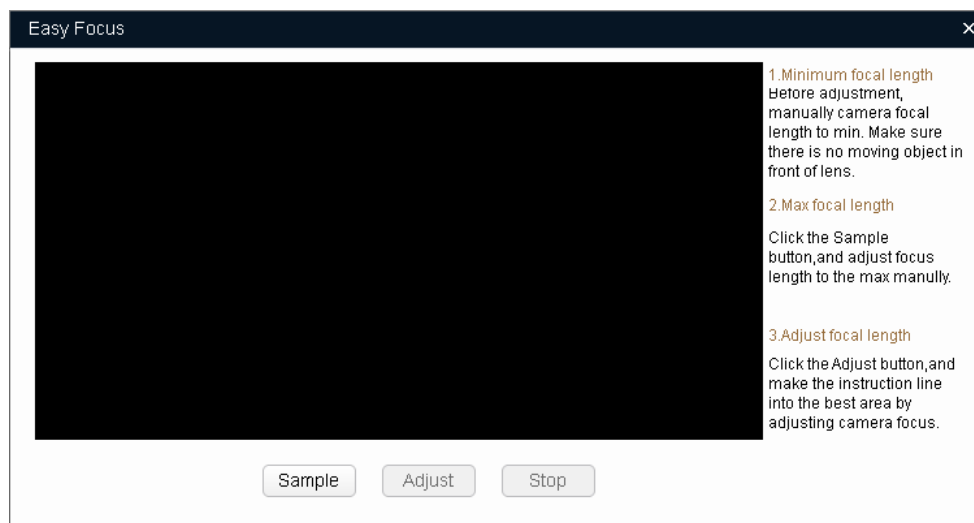 Easy Focus
1.Minimum focal length
Before adjustment,
manually camera focal
length to min. Make sure
there is no moving object in
front of lens.
2.Max focal length
Click the Sample
button,and adjust focus
length to the max manully.
3.Adjust focal length
Click the Adjust button,and
make the instruction line
into the best area by
adjusting camera focus.
Sample Adjust Stop